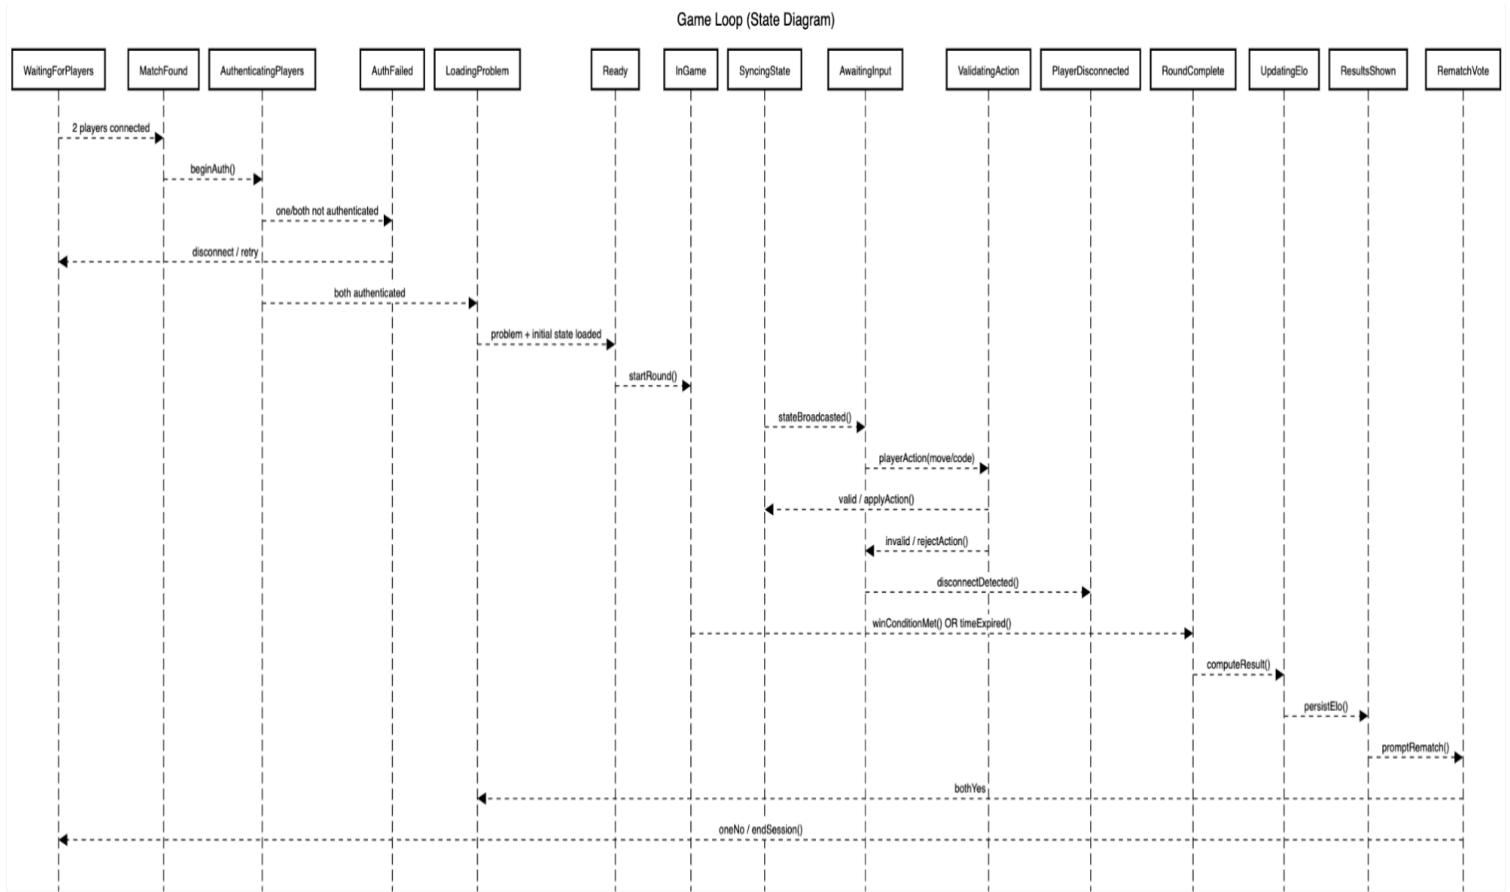 Game Loop (State Diagram)
WaitingForPlayers
MatchFound
AuthenticatingPlayers
AuthFailed
LoadingProblem
Ready
InGame
SyncingState
AwaitingInput
ValidatingAction
PlayerDisconnected
RoundComplete
UpdatingElo
ResultsShown
RematchVote
2 players connected
beginAuth()
one/both not authenticated
disconnect / retry
both authenticated
problem + initial state loaded
startRound()
stateBroadcasted()
playerAction(move/code)
valid / applyAction()
invalid / rejectAction()
disconnectDetected()
winConditionMet() OR timeExpired()
computeResult()
persistElo()
promptRematch()
bothYes
oneNo / endSession()